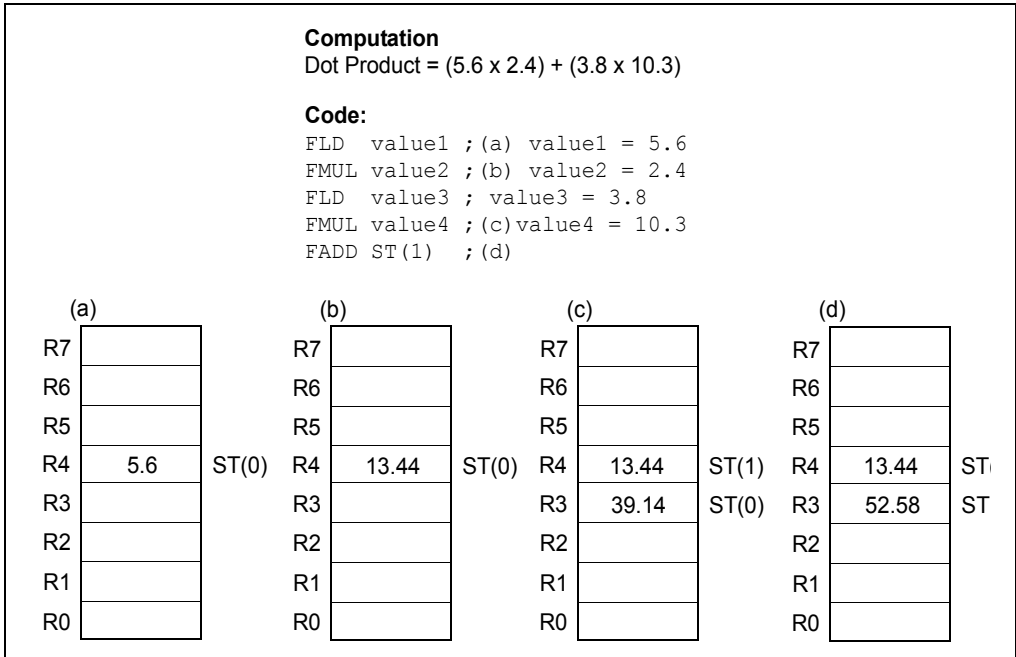 Computation
Dot Product = (5.6 x 2.4) + (3.8 x 10.3)
Code:
FLD value1 ;(a) value1 = 5.6
FMUL value2 ;(b) value2 = 2.4
FLD value3 ; value3 = 3.8
FMUL value4 ;(c)value4 = 10.3
FADD ST(1) ;(d)
(a) (b) (c) (d)
R7 R7 R7 R7
R6 R6 R6 R6
R5 R5 R5 R5
R4 5.6 ST(0) R4 13.44 ST(0) R4 13.44 ST(1) R4 13.44 ST(
R3 R3 R3 39.14 ST(0) R3 52.58 ST
R2 R2 R2 R2
R1 R1 R1 R1
R0 R0 R0 R0